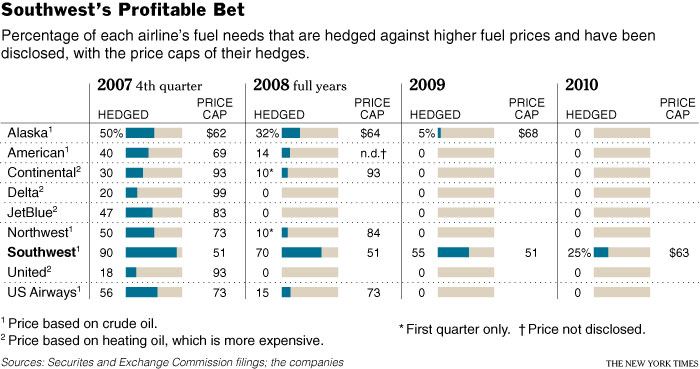 Southwest's Profitable Bet
Percentage of each airline's fuel needs that are hedged against higher fuel prices and have been
disclosed, with the price caps of their hedges.
2007 4th quarter 2008 full years 2009 2010
HEDGED PRICE CAP HEDGED PRICE CAP HEDGED PRICE CAP HEDGED PRICE CAP
Alaska¹ 50% $62 32% $64 5% $68 0
American¹ 40 69 14 n.d.† 0 0
Continental² 30 93 10* 93 0 0
Delta² 20 99 0 0 0
JetBlue² 47 83 0 0 0
Northwest¹ 50 73 10* 84 0 0
Southwest¹ 90 51 70 51 55 51 25% $63
United² 18 93 0 0 0
US Airways¹ 56 73 15 73 0 0
¹ Price based on crude oil.
² Price based on heating oil, which is more expensive.
* First quarter only. † Price not disclosed.
Sources: Securites and Exchange Commission filings; the companies
THE NEW YORK TIMES